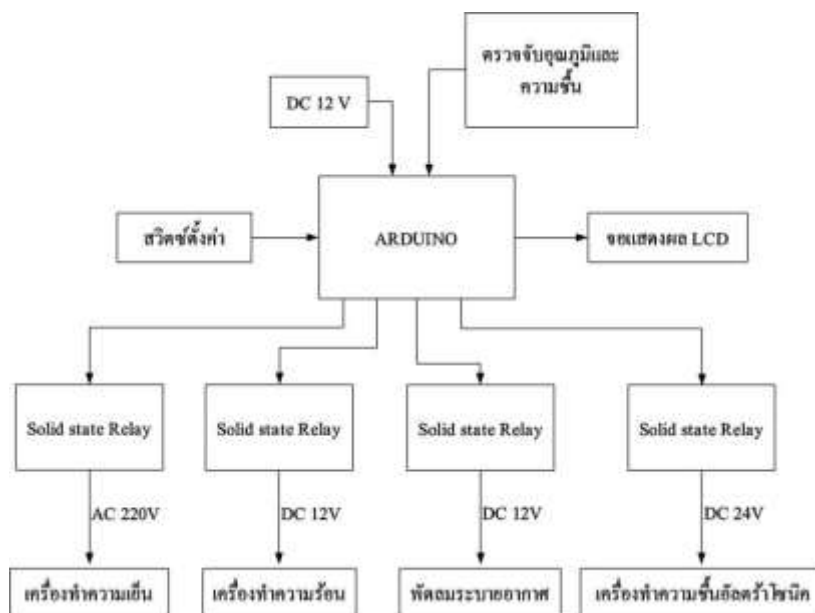 ตรวจจับอุณภูมิและ
ความชื้น
DC 12 V
สวิตซ์ตั้งค่า
ARDUINO
จอแสดงผล LCD
Solid state Relay
Solid state Relay
Solid state Relay
Solid state Relay
AC 220V
DC 12V
DC 12V
DC 24V
เครื่องทำความเย็น
เครื่องทำความร้อน
พัดลมระบายอากาศ
เครื่องทำความชื้นอัลตร้าโซนิค